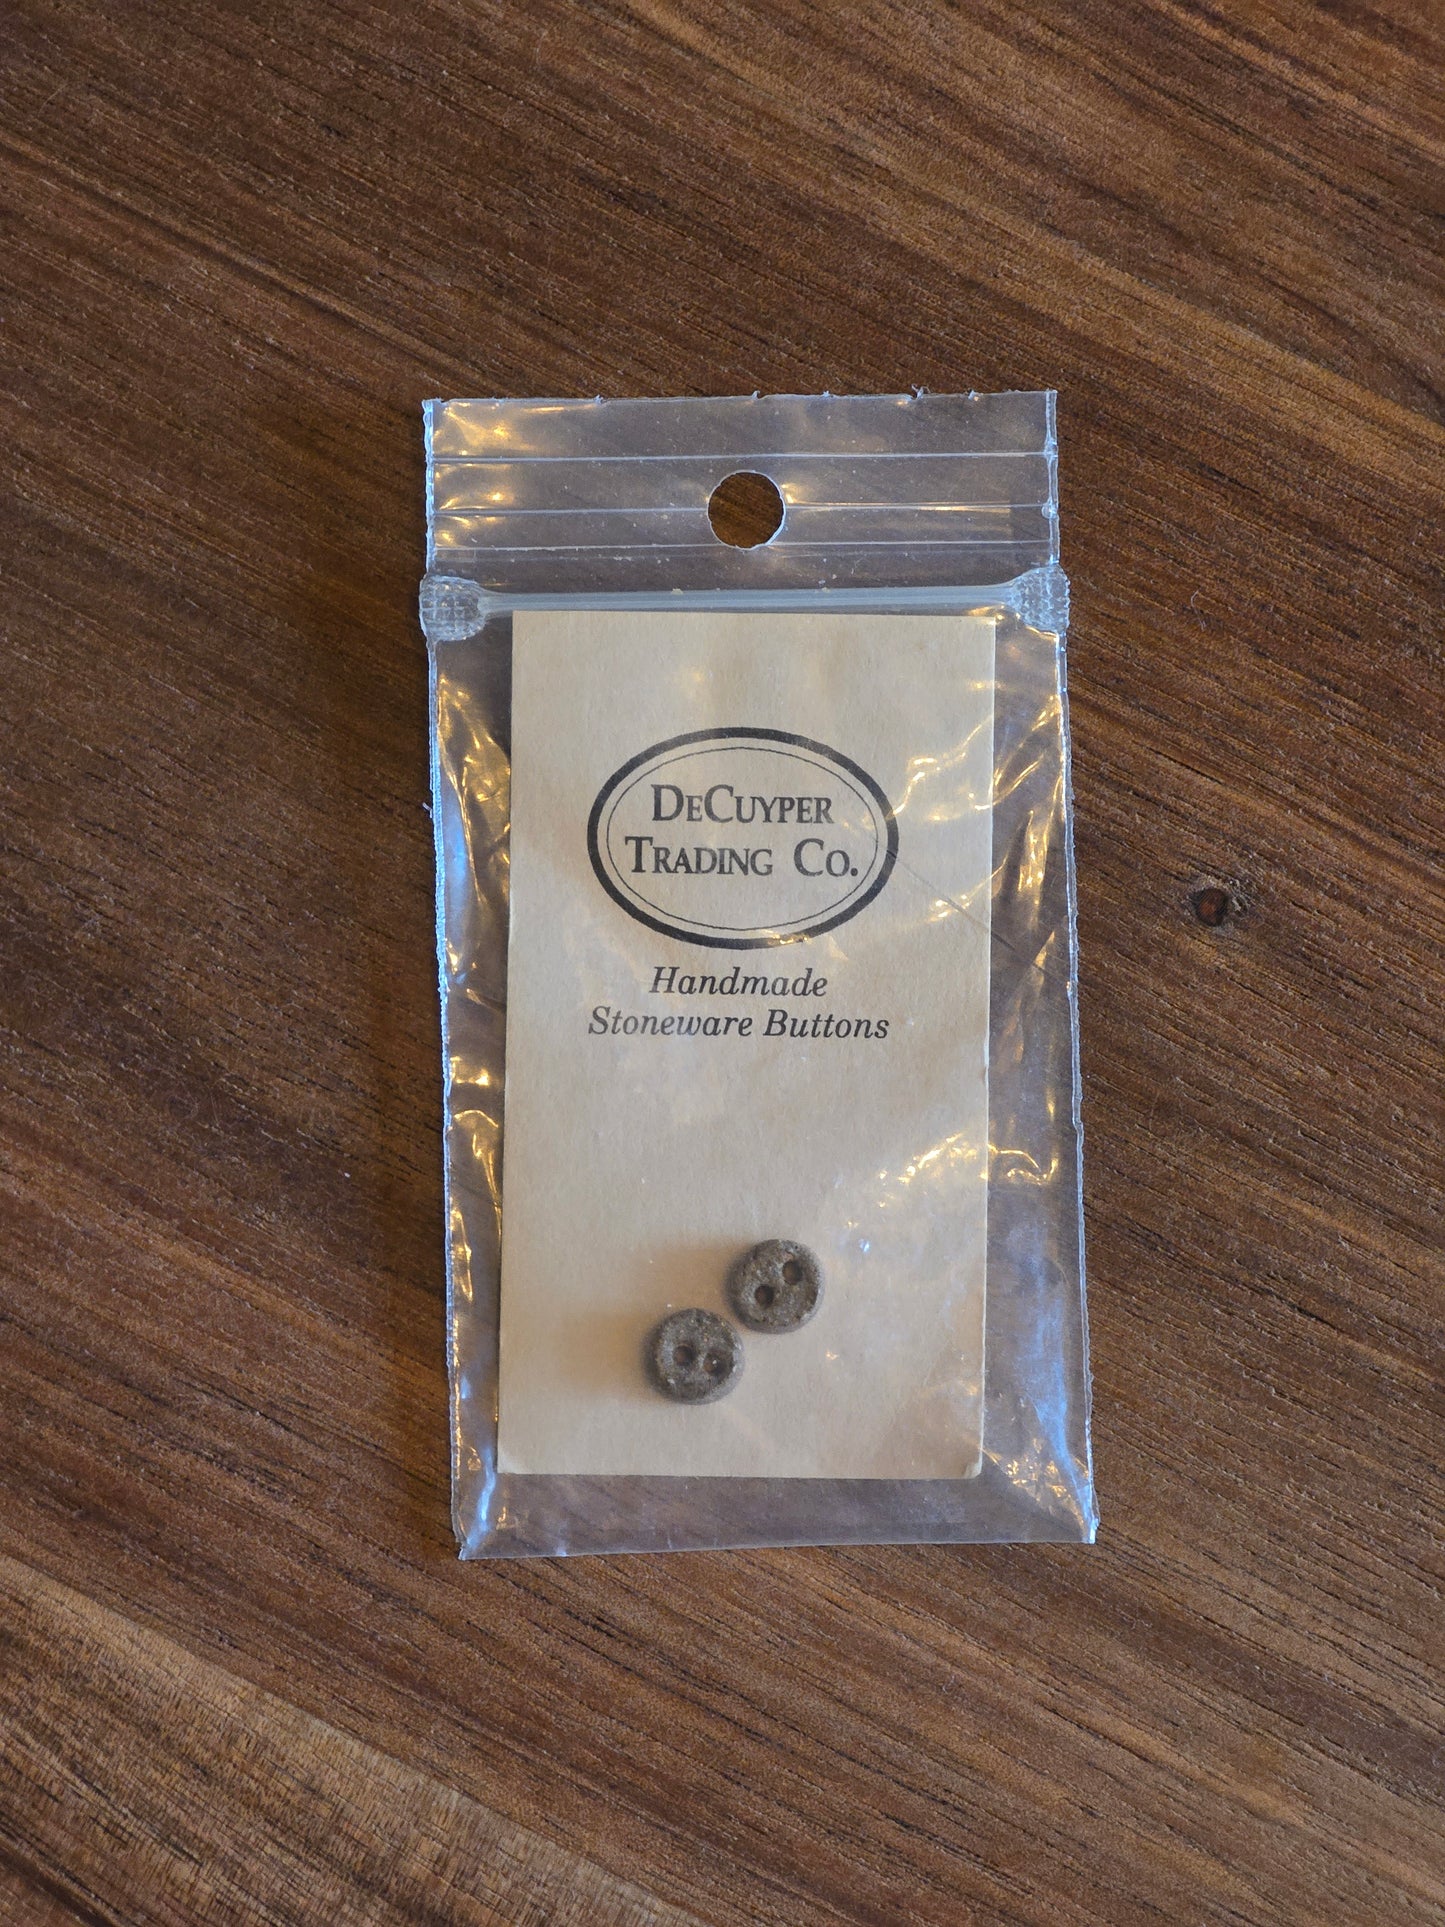 DeCuyper
Trading Co.
Handmade
Stoneware Buttons